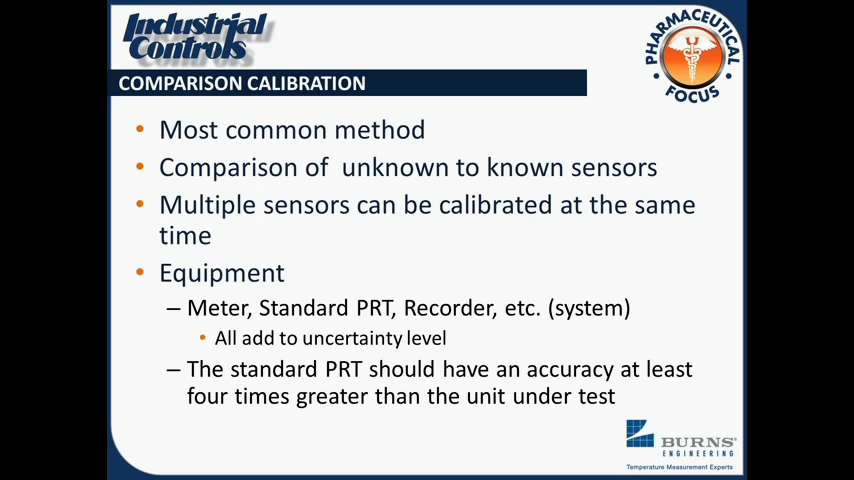 Industrial
Controls
PHARMACEUTICAL
FOCUS
COMPARISON CALIBRATION
• Most common method
• Comparison of unknown to known sensors
• Multiple sensors can be calibrated at the same
time
• Equipment
– Meter, Standard PRT, Recorder, etc. (system)
• All add to uncertainty level
– The standard PRT should have an accuracy at least
four times greater than the unit under test
BURNS®
ENGINEERING
Temperature Measurement Experts